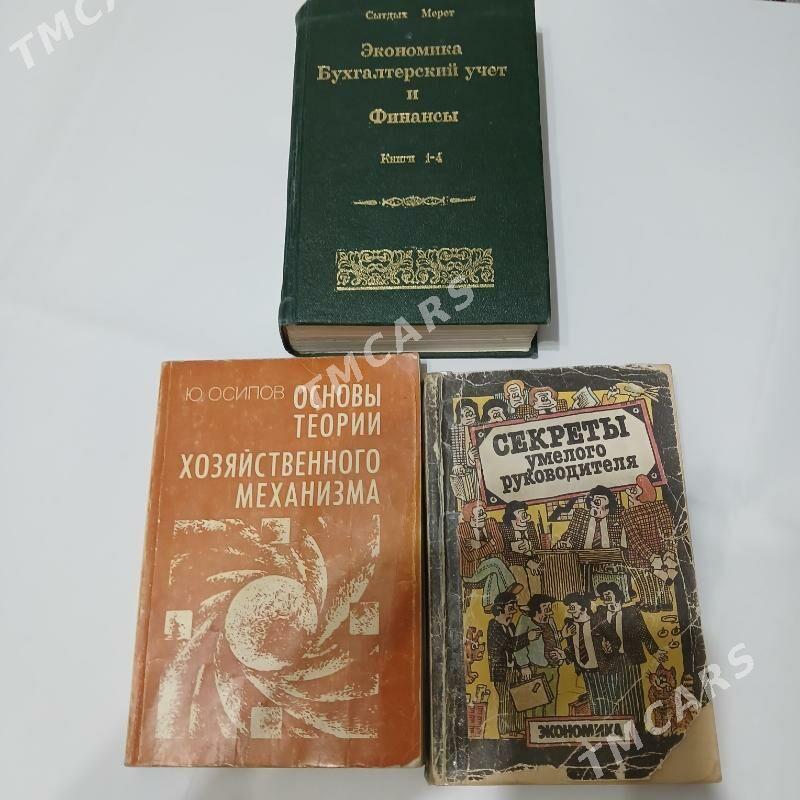 TMCARS
Сытдых Мерет
Экономика
Бухгалтерский учет
и
Финансы
Книги 1-4
TMCARS
Ю. ОСИПОВ
ОСНОВЫ
ТЕОРИИ
ХОЗЯЙСТВЕННОГО
МЕХАНИЗМА
СЕКРЕТЫ
умелого
руководителя
ЭКОНОМИКА
TMCARS